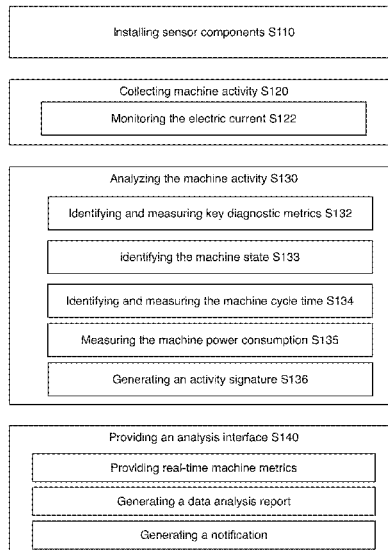 Installing sensor components S110
Collecting machine activity S120
Monitoring the electric current S122
Analyzing the machine activity S130
Identifying and measuring key diagnostic metrics S132
identifying the machine state S133
Identifying and measuring the machine cycle time S134
Measuring the machine power consumption S135
Generating an activity signature S136
Providing an analysis interface S140
Providing real-time machine metrics
Generating a data analysis report
Generating a notification